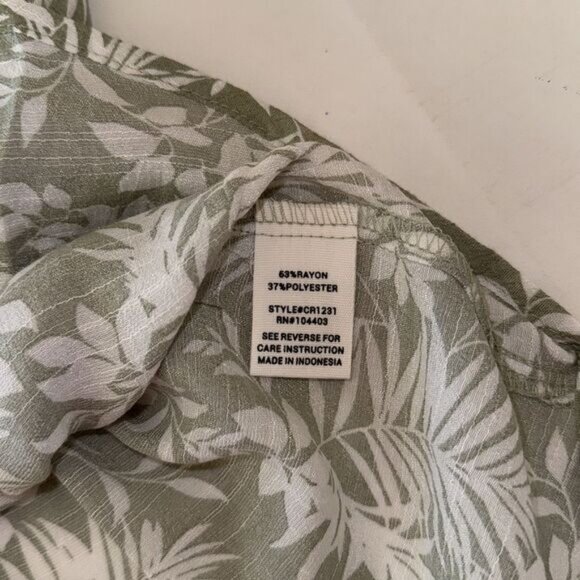 63%RAYON
37%POLYESTER
STYLE#CR1231
RN#104403
SEE REVERSE FOR
CARE INSTRUCTION
MADE IN INDONESIA